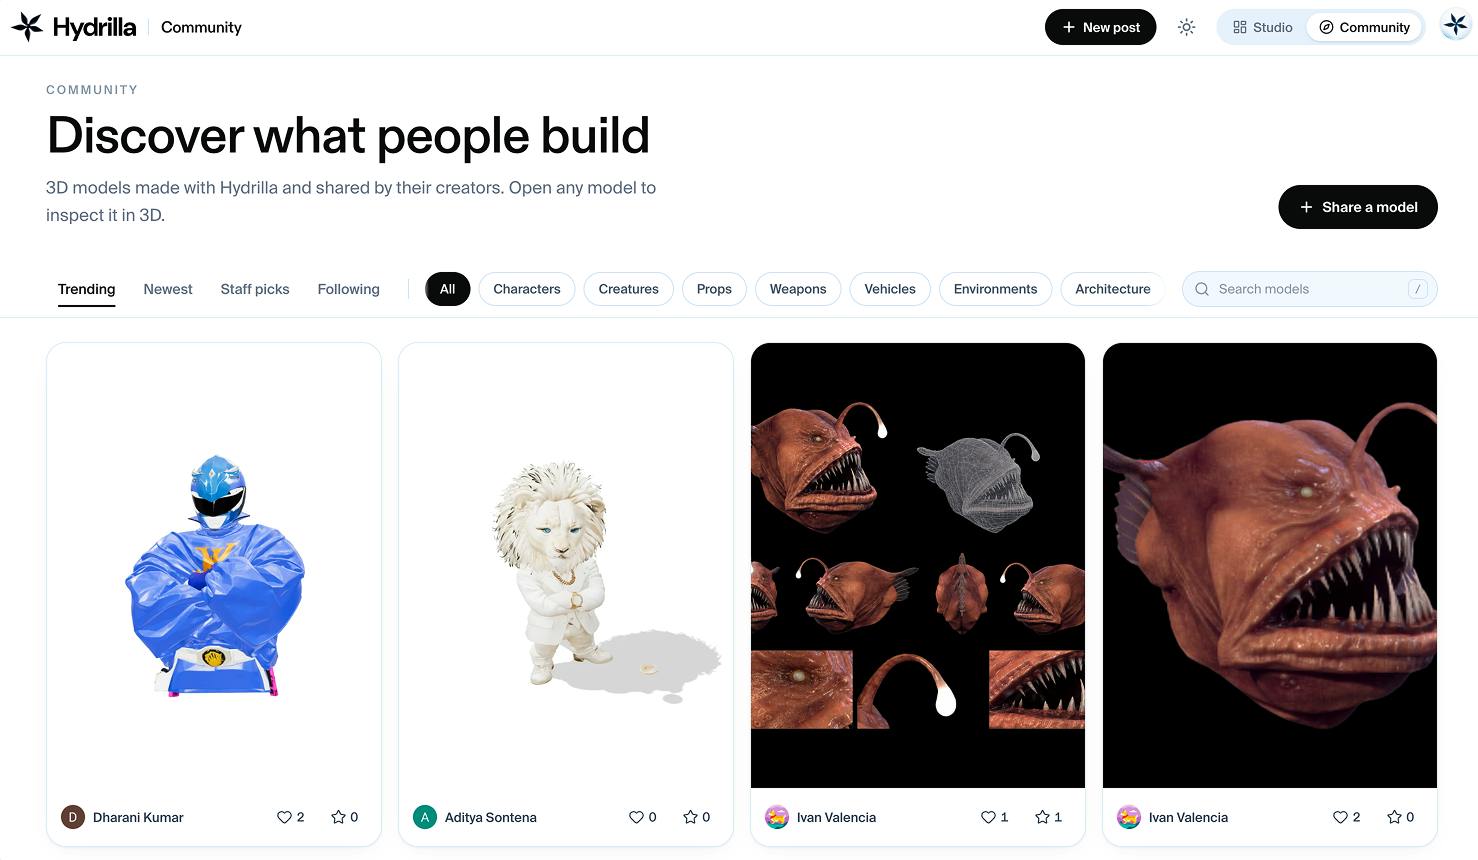 Hydrilla
Community
New post
Studio
Community
COMMUNITY
Discover what people build
3D models made with Hydrilla and shared by their creators. Open any model to
inspect it in 3D.
Share a model
Trending
Newest
Staff picks
Following
All
Characters
Creatures
Props
Weapons
Vehicles
Environments
Architecture
Search models
/
D
Dharani Kumar
2
0
A
Aditya Sontena
0
0
Ivan Valencia
1
1
Ivan Valencia
2
0